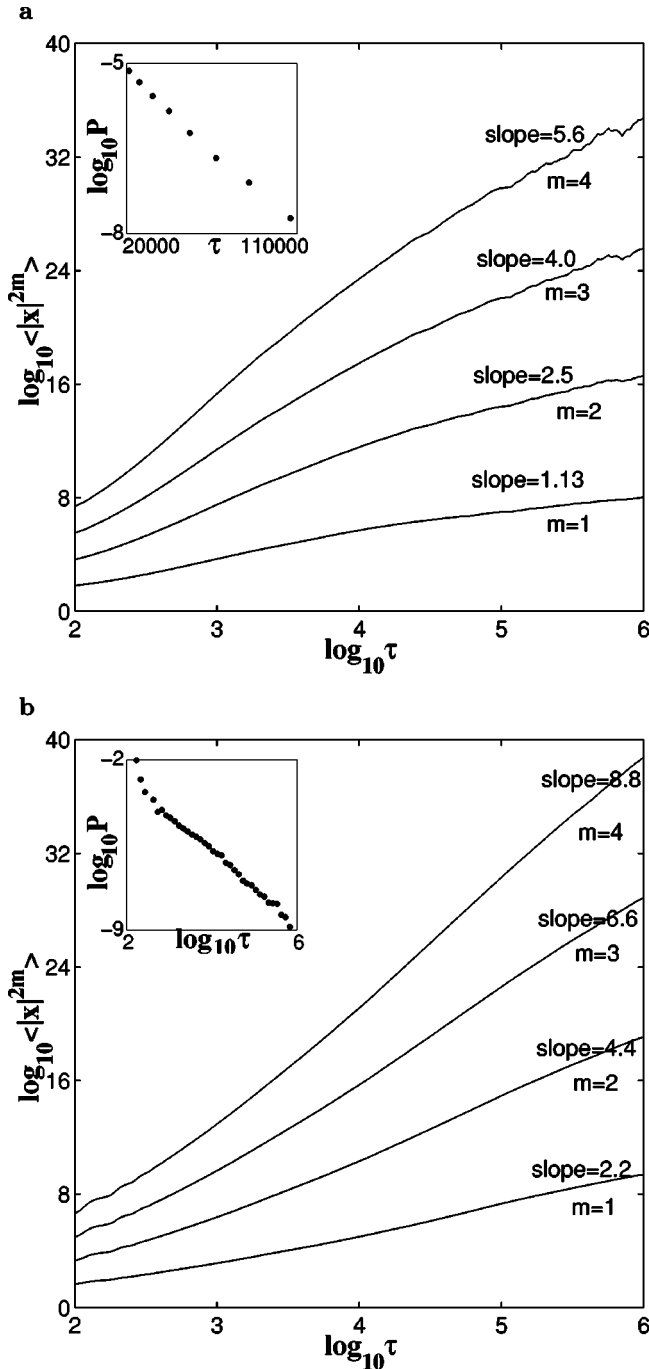 a
40
32
24
16
8
0
log10<|x|^2m>
−5
−8
log10P
20000 τ 110000
slope=5.6
m=4
slope=4.0
m=3
slope=2.5
m=2
slope=1.13
m=1
2 3 4 5 6
log10τ
b
40
32
24
16
8
0
log10<|x|^2m>
−2
−9
log10P
2 log10τ 6
slope=8.8
m=4
slope=6.6
m=3
slope=4.4
m=2
slope=2.2
m=1
2 3 4 5 6
log10τ